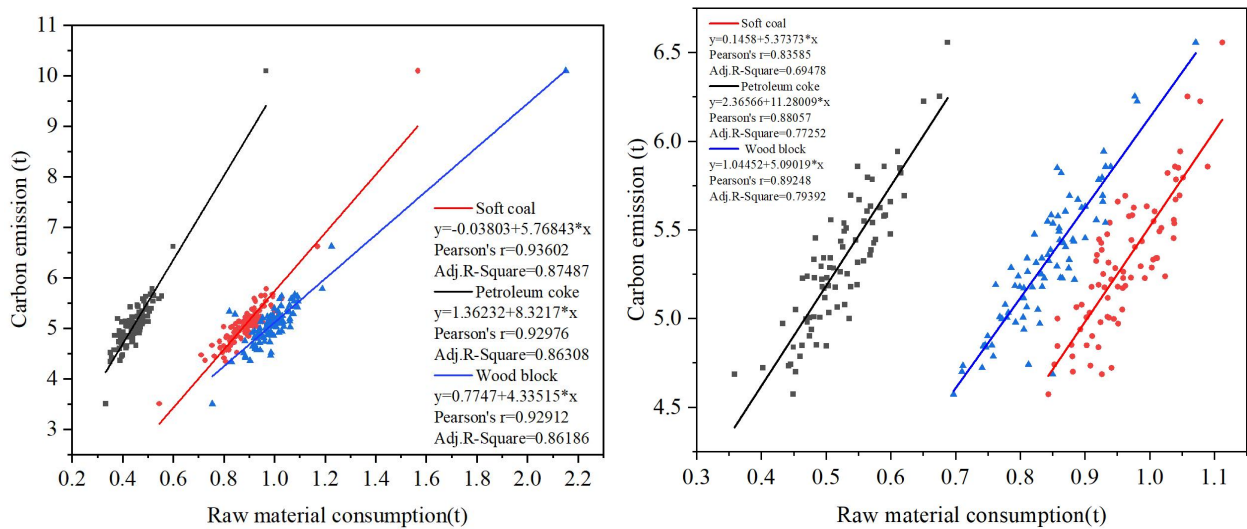 11
10
9
8
7
6
5
4
3
Carbon emission (t)
Soft coal
y=-0.03803+5.76843*x
Pearson's r=0.93602
Adj.R-Square=0.87487
Petroleum coke
y=1.36232+8.3217*x
Pearson's r=0.92976
Adj.R-Square=0.86308
Wood block
y=0.7747+4.33515*x
Pearson's r=0.92912
Adj.R-Square=0.86186
0.2 0.4 0.6 0.8 1.0 1.2 1.4 1.6 1.8 2.0 2.2
Raw material consumption(t)
6.5
6.0
5.5
5.0
4.5
Carbon emission (t)
Soft coal
y=0.1458+5.37373*x
Pearson's r=0.83585
Adj.R-Square=0.69478
Petroleum coke
y=2.36566+11.28009*x
Pearson's r=0.88057
Adj.R-Square=0.77252
Wood block
y=1.04452+5.09019*x
Pearson's r=0.89248
Adj.R-Square=0.79392
0.3 0.4 0.5 0.6 0.7 0.8 0.9 1.0 1.1
Raw material consumption(t)